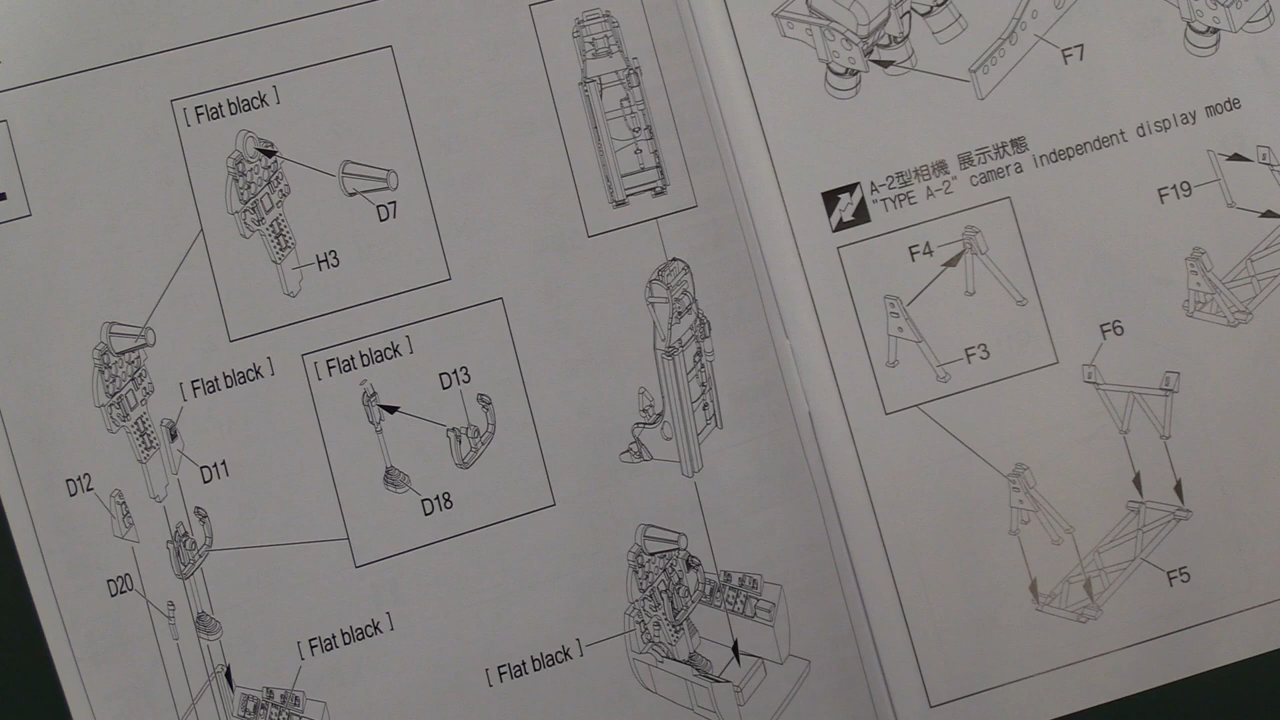 [ Flat black ]
D7
H3
[ Flat black ]
[ Flat black ]
D13
D11
D12
D18
D20
[ Flat black ]
[ Flat black ]
F7
A-2型相機 展示狀態
"TYPE A-2" camera independent display mode
F19
F4
F3
F6
F5